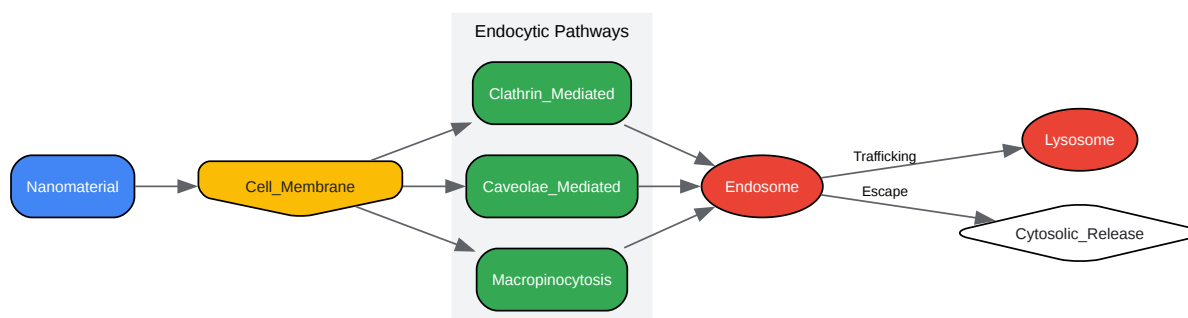 Endocytic Pathways
Clathrin_Mediated
Nanomaterial
Cell_Membrane
Caveolae_Mediated
Macropinocytosis
Endosome
Trafficking
Escape
Lysosome
Cytosolic_Release